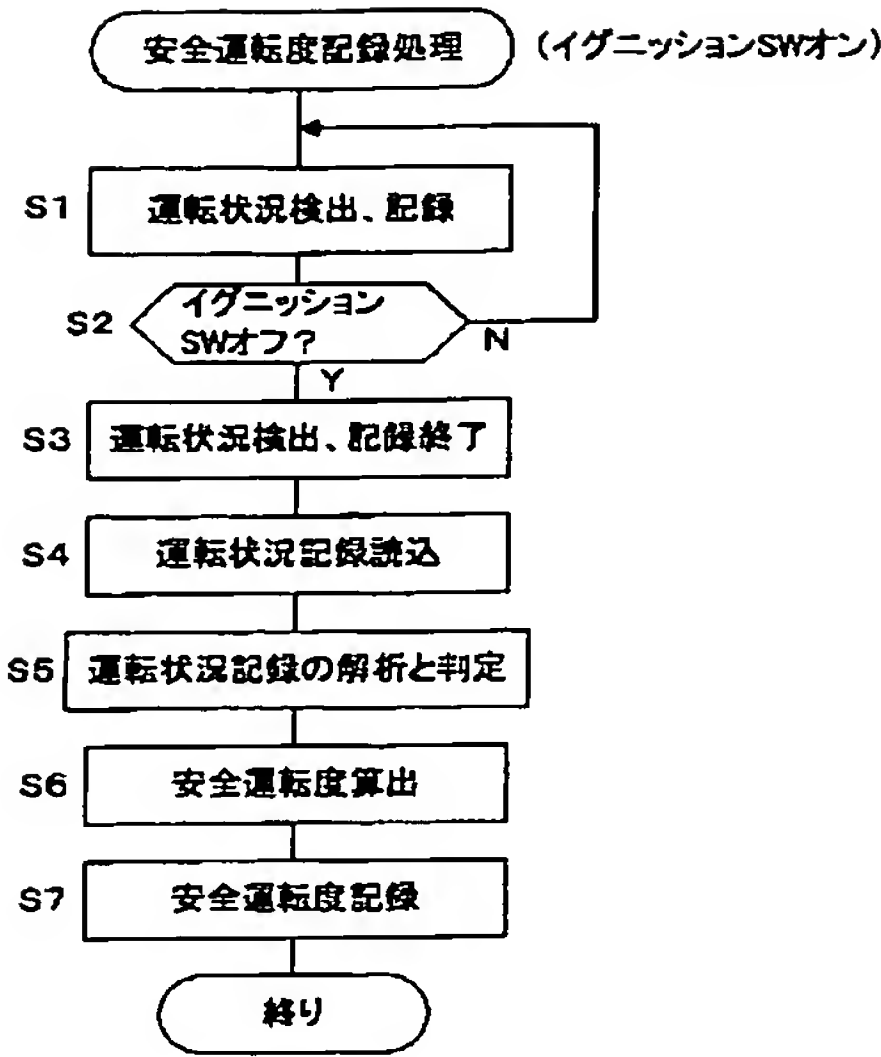 安全運転度記録処理 (イグニッションSWオン)
S1 運転状況検出、記録
S2 イグニッション
SWオフ?
N
Y
S3 運転状況検出、記録終了
S4 運転状況記録読込
S5 運転状況記録の解析と判定
S6 安全運転度算出
S7 安全運転度記録
終り